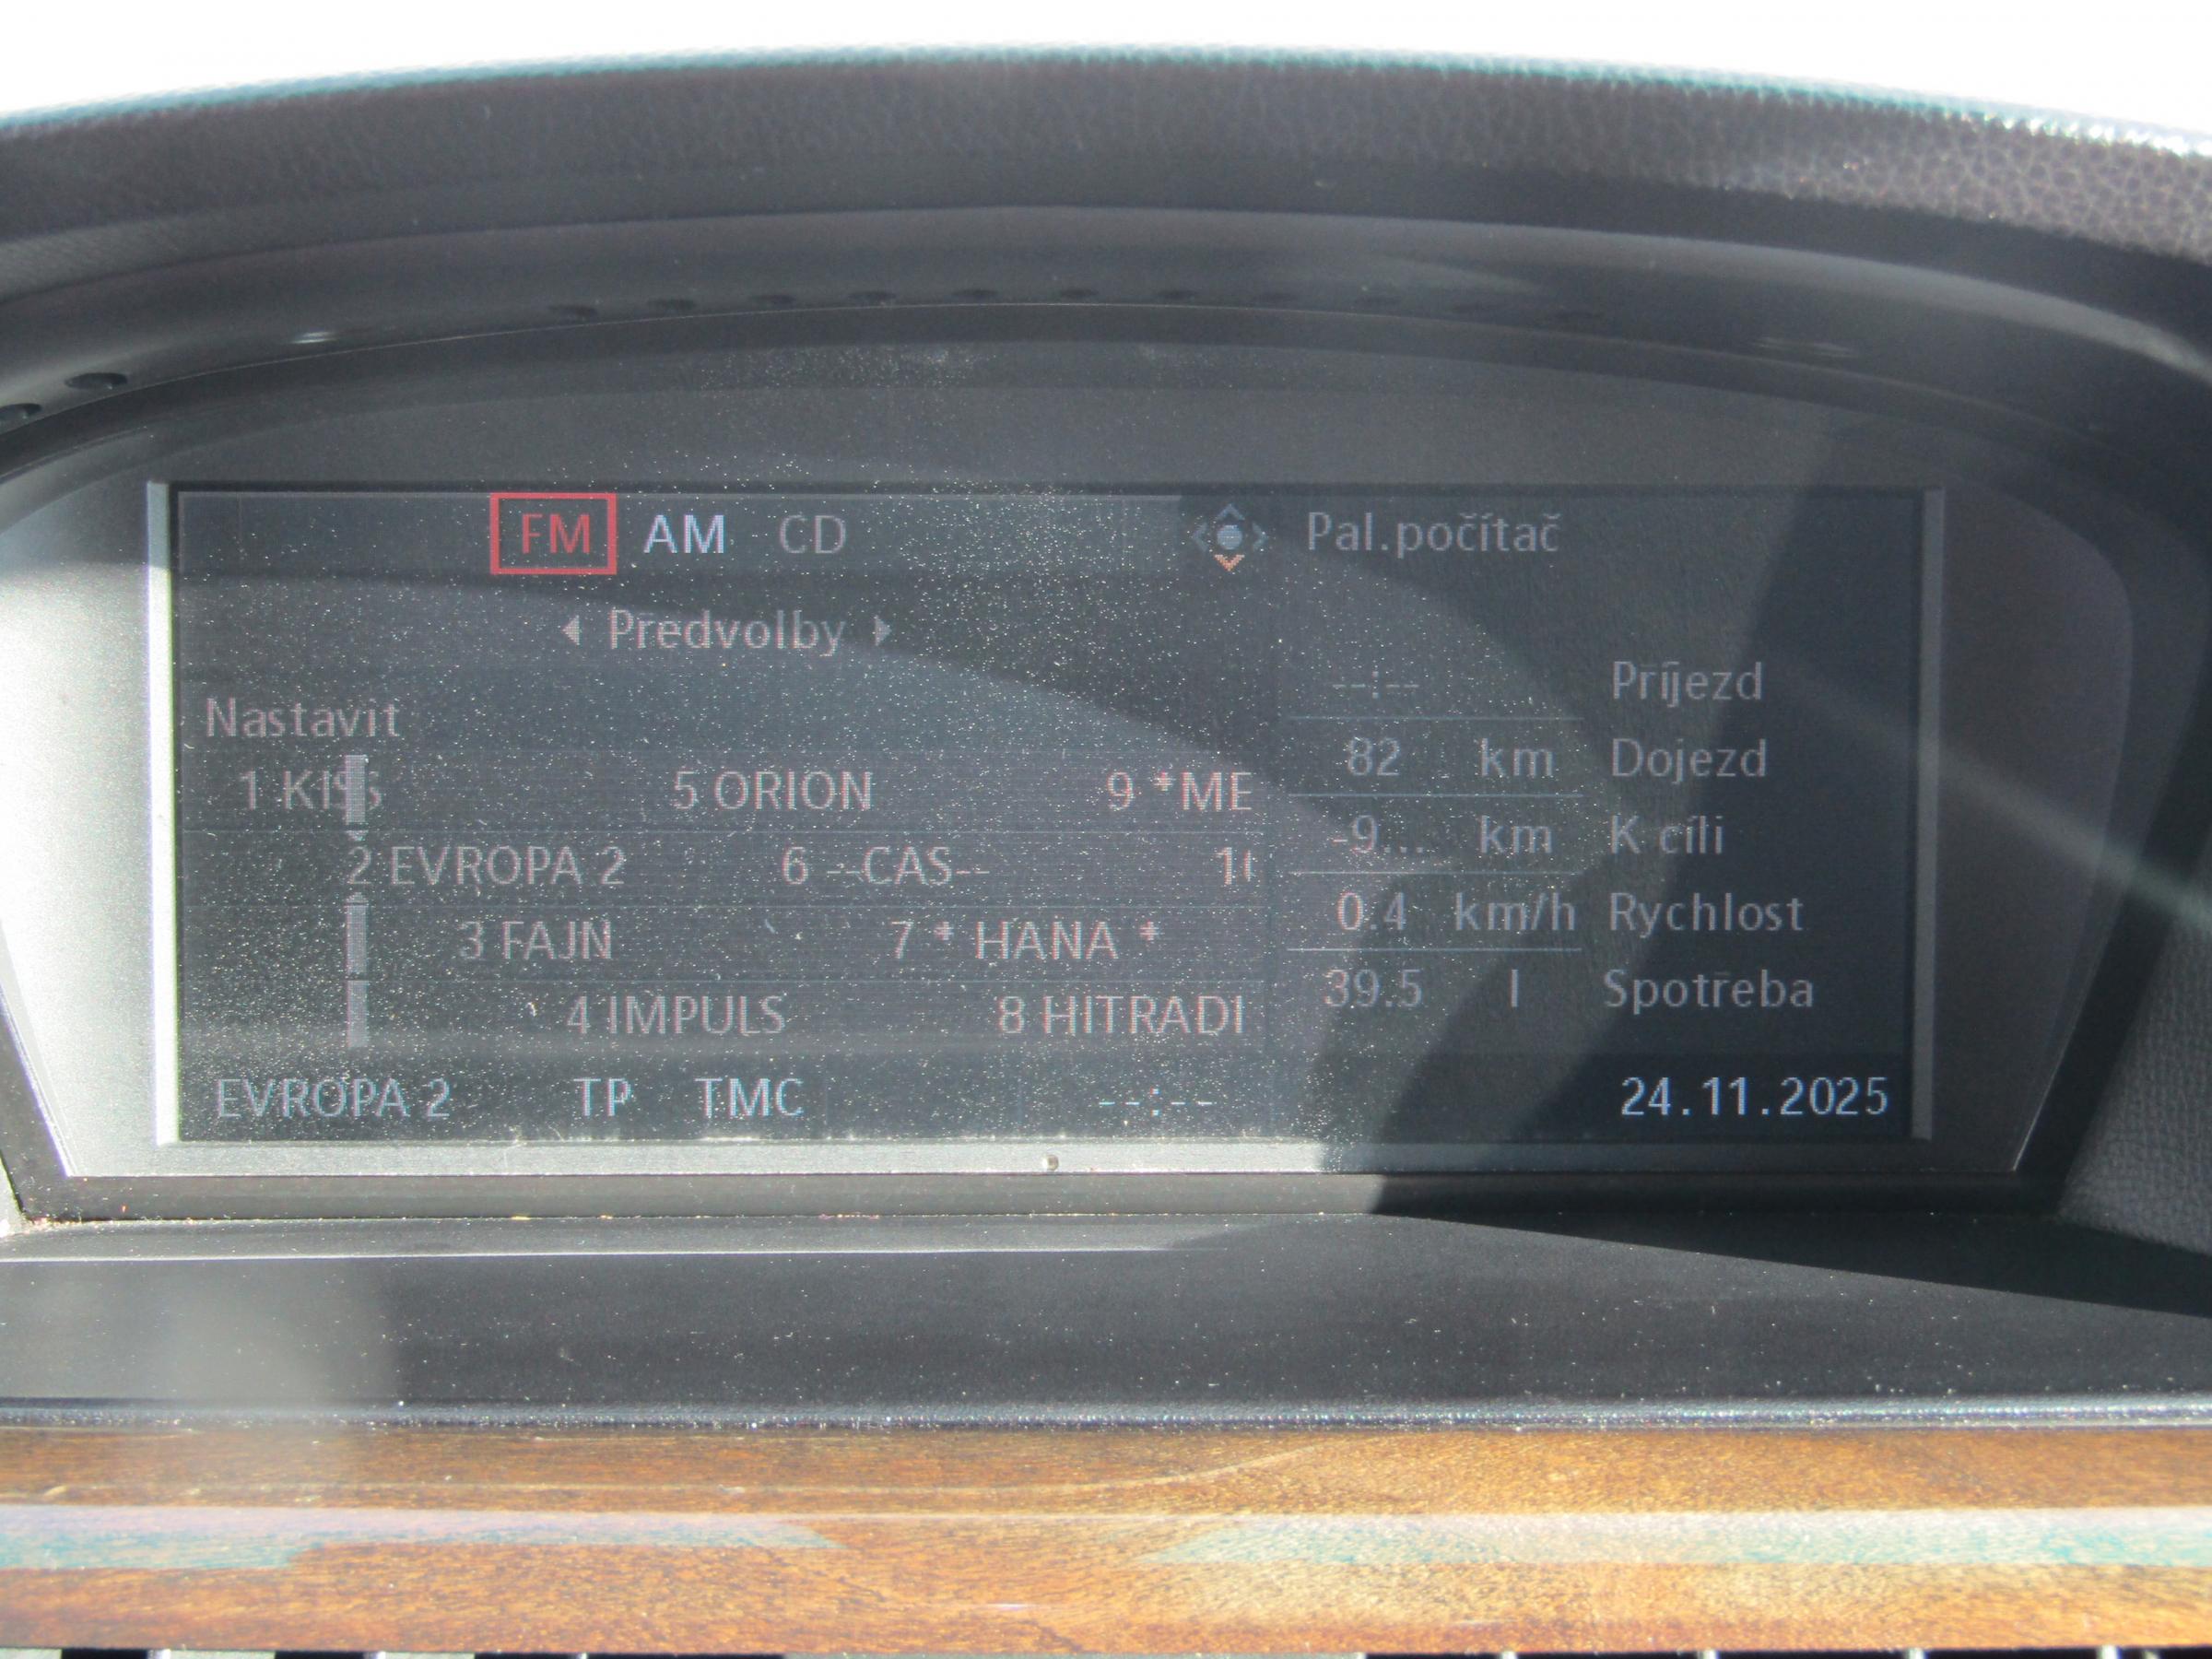 FM AM CD
Pal.počítač
Předvolby
Nastavit
1 KISS 5 ORION 9 *ME
2 EVROPA 2 6 --CAS-- 1
3 FAJN 7 * HANA *
4 IMPULS 8 HITRADI
--:-- Příjezd
82 km Dojezd
-9... km K cíli
0.4 km/h Rychlost
39.5 l Spotřeba
EVROPA 2 TP TMC --:-- 24.11.2025